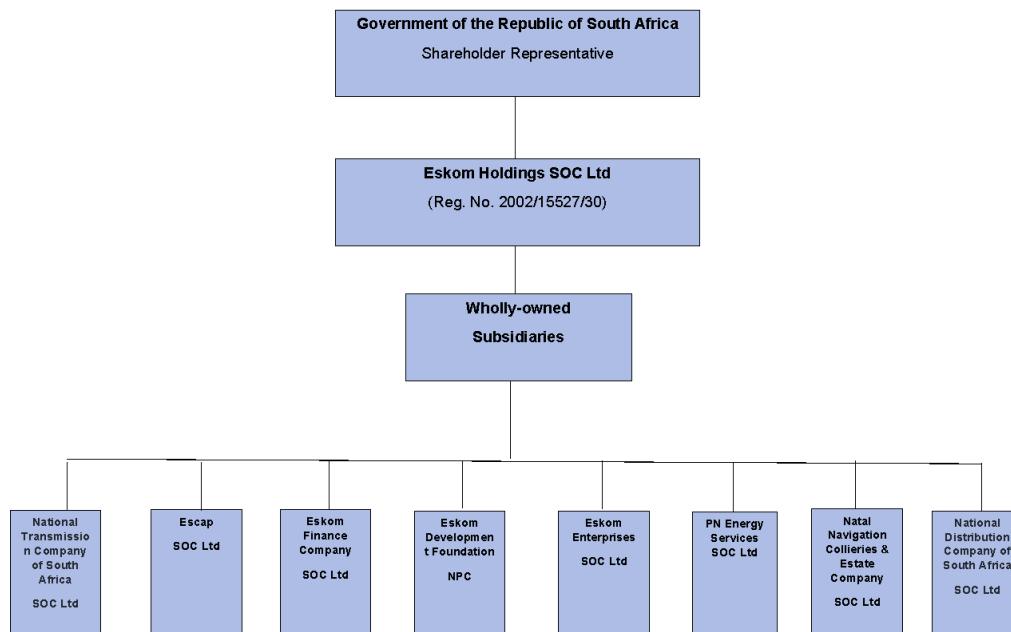 Government of the Republic of South Africa
Shareholder Representative
Eskom Holdings SOC Ltd
(Reg. No. 2002/15527/30)
Wholly-owned
Subsidiaries
National
Transmissio
n Company
of South
Africa
SOC Ltd
Escap
SOC Ltd
Eskom
Finance
Company
SOC Ltd
Eskom
Developmen
t Foundation
NPC
Eskom
Enterprises
SOC Ltd
PN Energy
Services
SOC Ltd
Natal
Navigation
Collieries &
Estate
Company
SOC Ltd
National
Distribution
Company of
South Africa
SOC Ltd